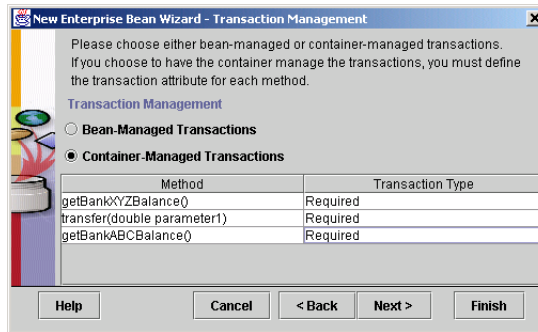 New Enterprise Bean Wizard - Transaction Management
Please choose either bean-managed or container-managed transactions.
If you choose to have the container manage the transactions, you must define
the transaction attribute for each method.
Transaction Management
Bean-Managed Transactions
Container-Managed Transactions
Method Transaction Type
getBankXYZBalance() Required
transfer(double parameter1) Required
getBankABCBalance() Required
Help Cancel < Back Next > Finish